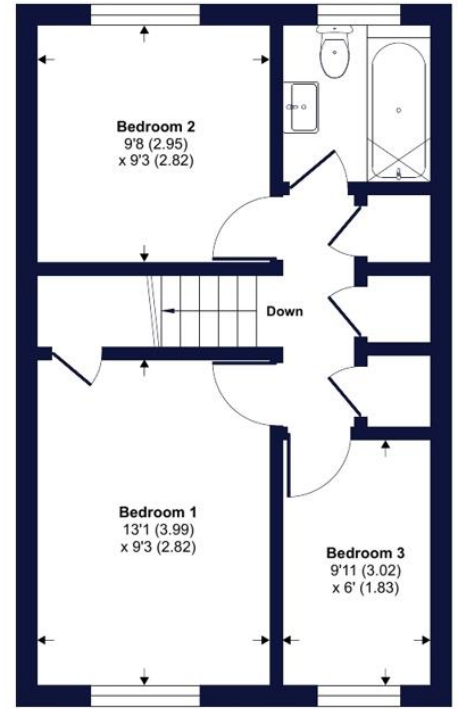 Bedroom 2
9'8 (2.95)
x 9'3 (2.82)
Down
Bedroom 1
13'1 (3.99)
x 9'3 (2.82)
Bedroom 3
9'11 (3.02)
x 6' (1.83)